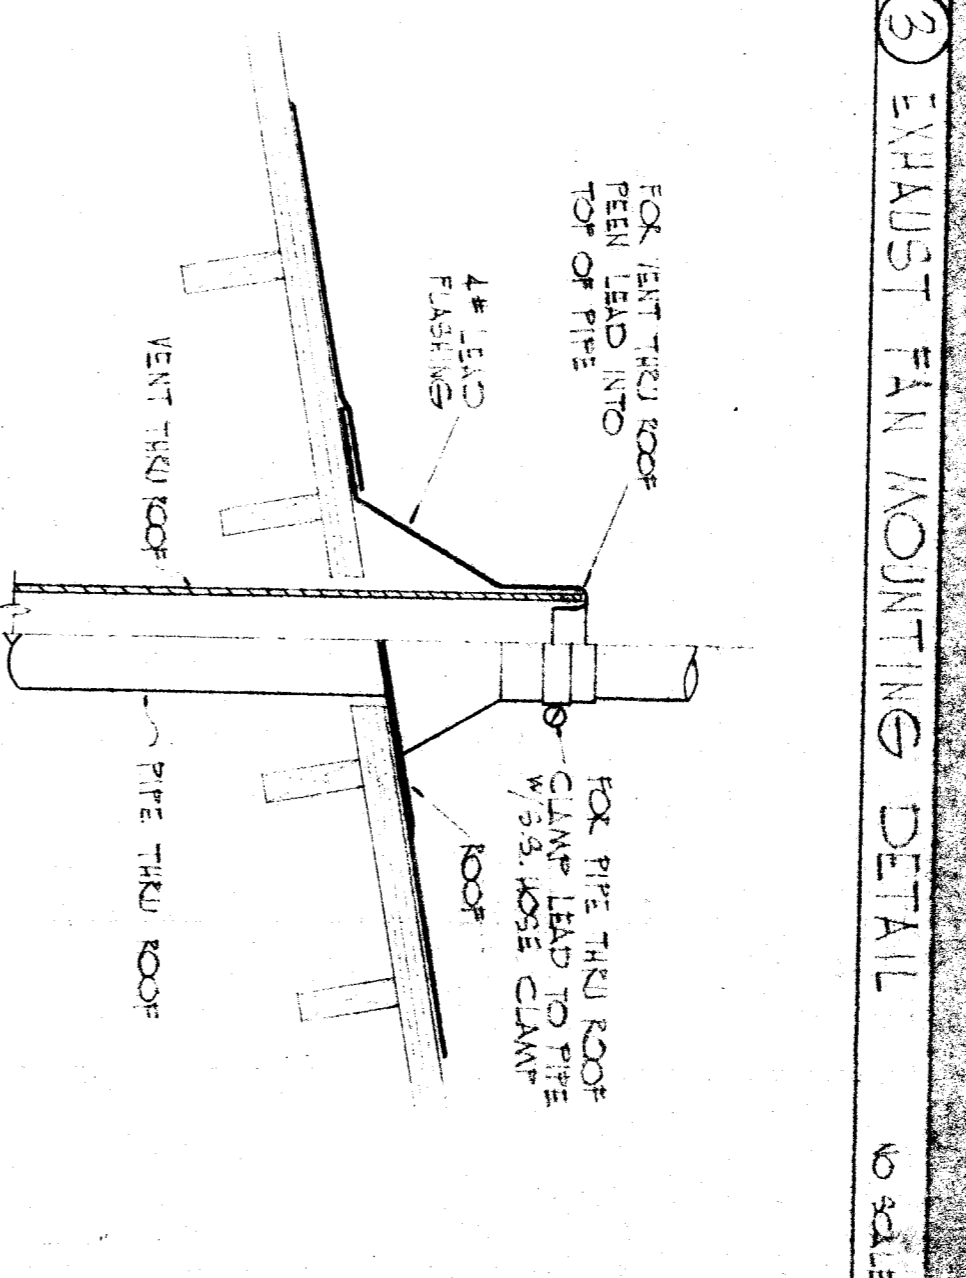 3 EXHAUST FAN MOUNTING DETAIL
NO SCALE
FOR VENT THRU ROOF
PEEN LEAD INTO
TOP OF PIPE
4# LEAD
FLASHING
VENT THRU ROOF
FOR PIPE THRU ROOF
CLAMP LEAD TO PIPE
W/S.S. HOSE CLAMP
ROOF
PIPE THRU ROOF